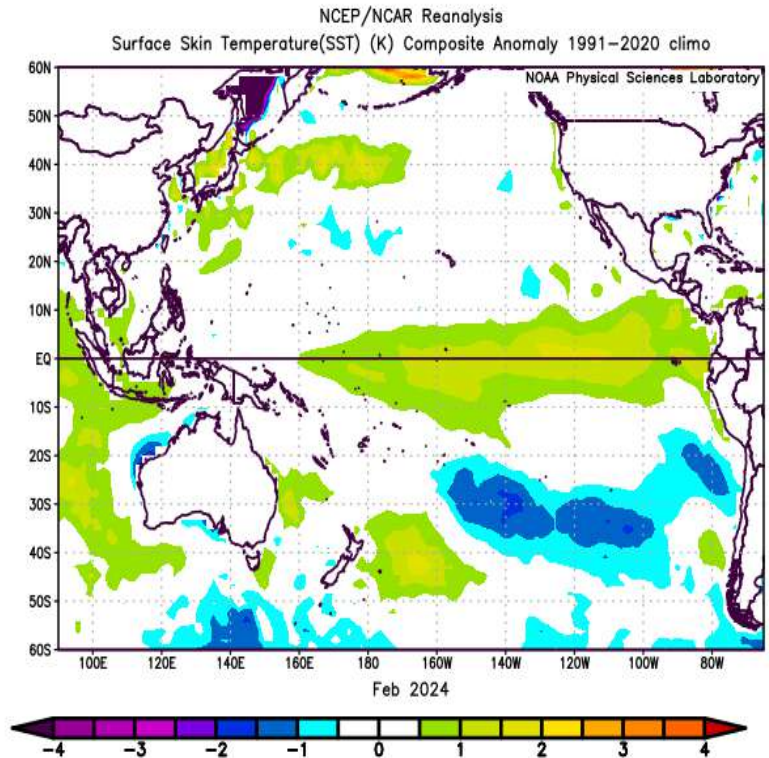 NCEP/NCAR Reanalysis
Surface Skin Temperature(SST) (K) Composite Anomaly 1991-2020 climo
NOAA Physical Sciences Laboratory
60N
50N
40N
30N
20N
10N
EQ
10S
20S
30S
40S
50S
60S
100E 120E 140E 160E 180 160W 140W 120W 100W 80W
Feb 2024
-4 -3 -2 -1 0 1 2 3 4